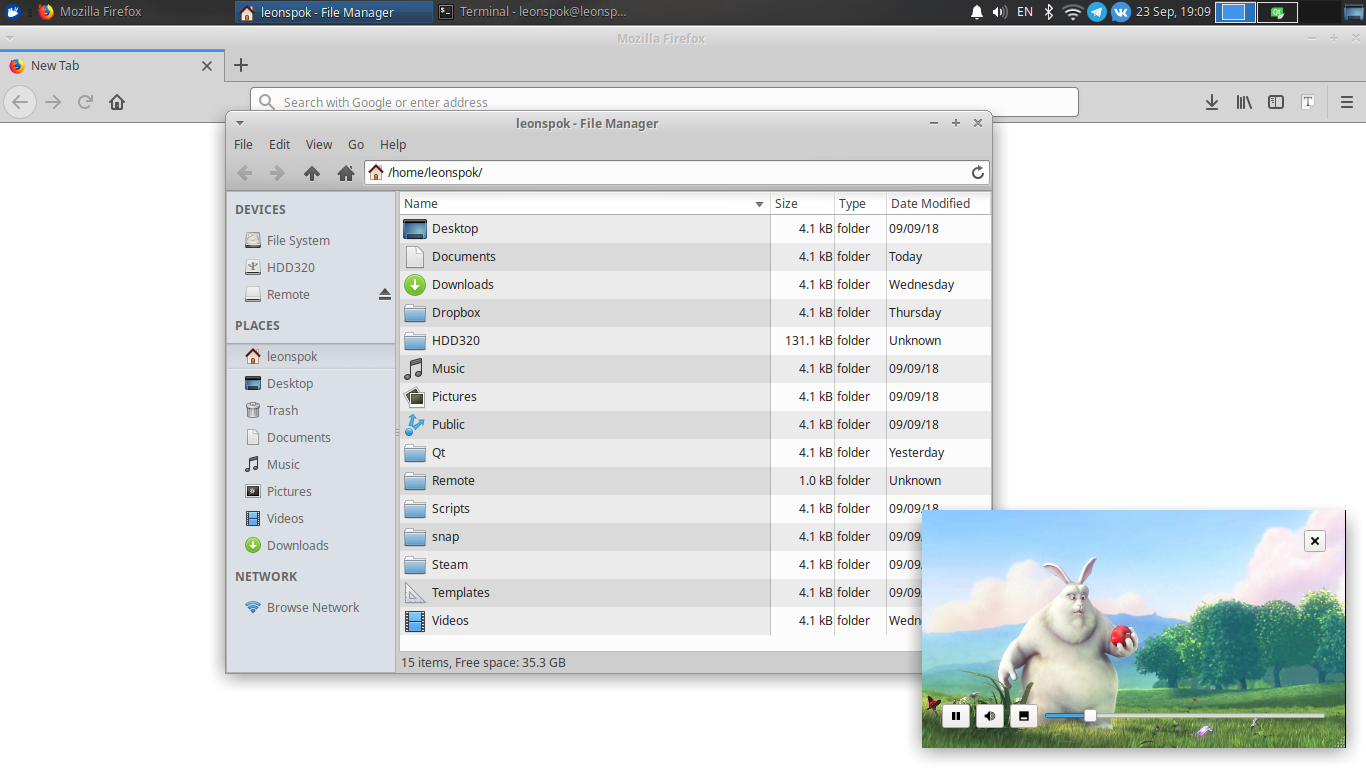 Mozilla Firefox
leonspok - File Manager
Terminal - leonspok@leonsp...
EN
23 Sep, 19:09
Mozilla Firefox
New Tab
Search with Google or enter address
T
leonspok - File Manager
File Edit View Go Help
/home/leonspok/
DEVICES
File System
HDD320
Remote
PLACES
leonspok
Desktop
Trash
Documents
Music
Pictures
Videos
Downloads
NETWORK
Browse Network
Name Size Type Date Modified
Desktop 4.1 kB folder 09/09/18
Documents 4.1 kB folder Today
Downloads 4.1 kB folder Wednesday
Dropbox 4.1 kB folder Thursday
HDD320 131.1 kB folder Unknown
Music 4.1 kB folder 09/09/18
Pictures 4.1 kB folder 09/09/18
Public 4.1 kB folder 09/09/18
Qt 4.1 kB folder Yesterday
Remote 1.0 kB folder Unknown
Scripts 4.1 kB folder 09/09/18
snap 4.1 kB folder 09/09/
Steam 4.1 kB folder 09/09/
Templates 4.1 kB folder 09/09/
Videos 4.1 kB folder Wedn
15 items, Free space: 35.3 GB